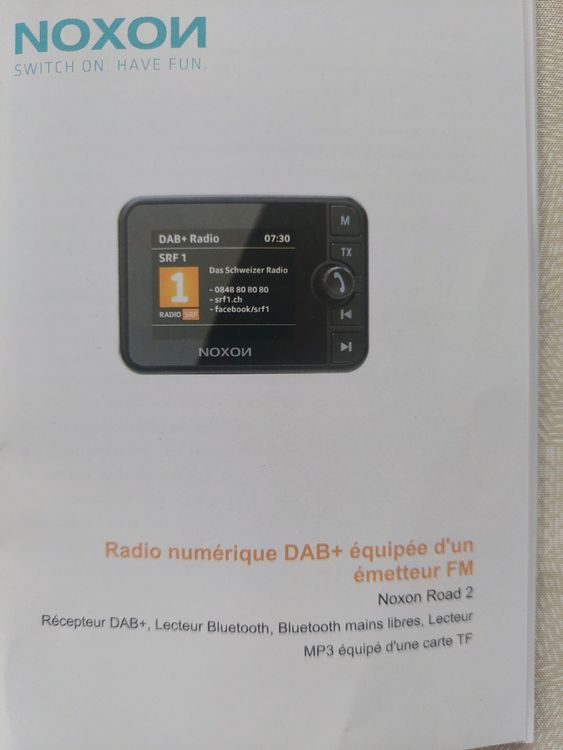 NOXON
SWITCH ON. HAVE FUN.
DAB+ Radio 07:30
SRF 1
Das Schweizer Radio
1
- 0848 80 80 80
- srf1.ch
- facebook/srf1
RADIO SRF
NOXON
M
TX
Radio numérique DAB+ équipée d'un
émetteur FM
Noxon Road 2
Récepteur DAB+, Lecteur Bluetooth, Bluetooth mains libres, Lecteur
MP3 équipé d'une carte TF